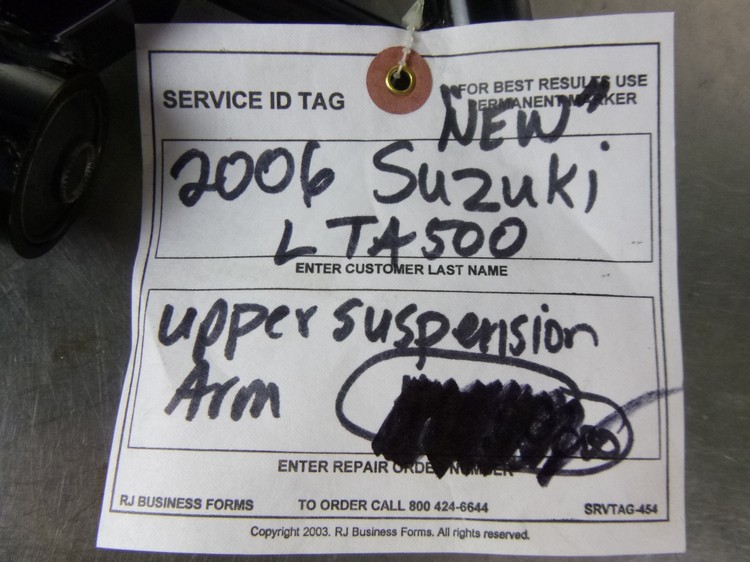 SERVICE ID TAG
FOR BEST RESULTS USE
PERMANENT MARKER
"NEW"
2006 Suzuki
LTA500
ENTER CUSTOMER LAST NAME
upper suspension
Arm
ENTER REPAIR ORDER NUMBER
RJ BUSINESS FORMS
TO ORDER CALL 800 424-6644
SRVTAG-454
Copyright 2003. RJ Business Forms. All rights reserved.